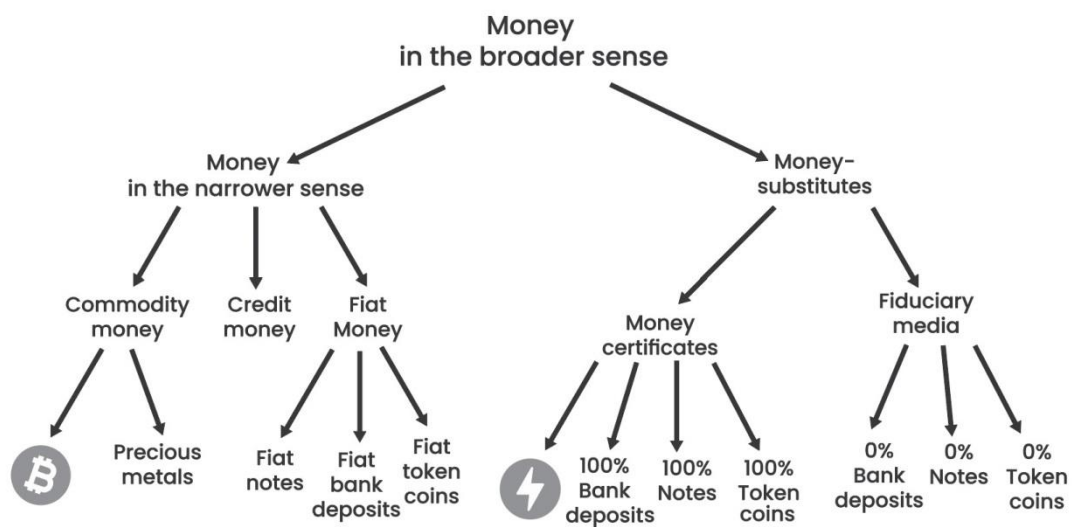 Money
in the broader sense
Money
in the narrower sense
Money-
substitutes
Commodity
money
Credit
money
Fiat
Money
Money
certificates
Fiduciary
media
Precious
metals
Fiat
notes
Fiat
bank
deposits
Fiat
token
coins
100%
Bank
deposits
100%
Notes
100%
Token
coins
0%
Bank
deposits
0%
Notes
0%
Token
coins